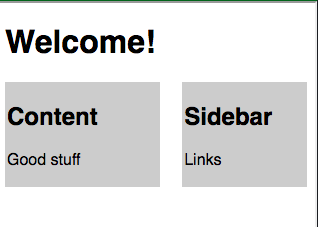 Welcome!
Content
Good stuff
Sidebar
Links